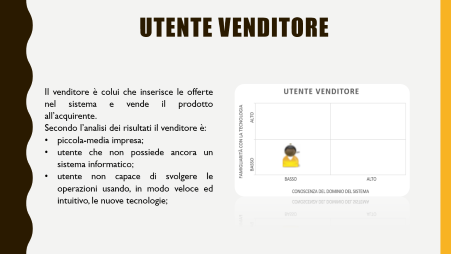 UTENTE VENDITORE
Il venditore è colui che inserisce le offerte
nel sistema e vende il prodotto
all'acquirente.
Secondo l'analisi dei risultati il venditore è:
• piccola-media impresa;
• utente che non possiede ancora un
sistema informatico;
• utente non capace di svolgere le
operazioni usando, in modo veloce ed
intuitivo, le nuove tecnologie;
UTENTE VENDITORE
FAMILIARITÀ CON LA TECNOLOGIA
ALTO
BASSO
BASSO ALTO
CONOSCENZA DEL DOMINIO DEL SISTEMA